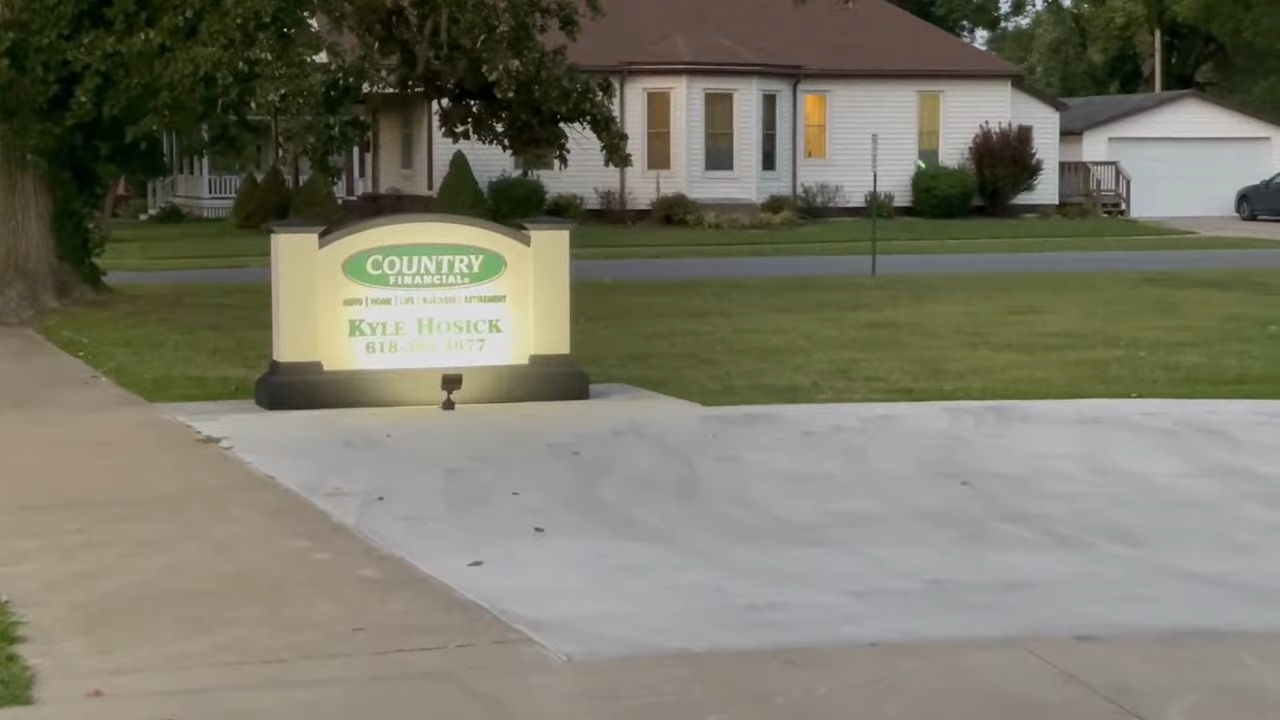 COUNTRY
FINANCIAL®
AUTO | HOME | LIFE | BUSINESS | RETIREMENT
KYLE HOSICK